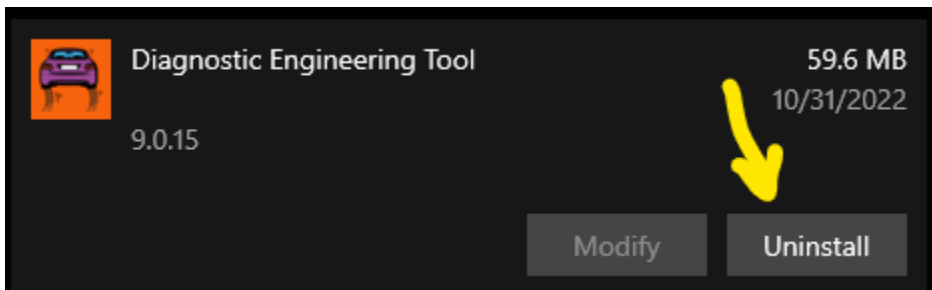 Diagnostic Engineering Tool 59.6 MB
10/31/2022
9.0.15
Modify Uninstall